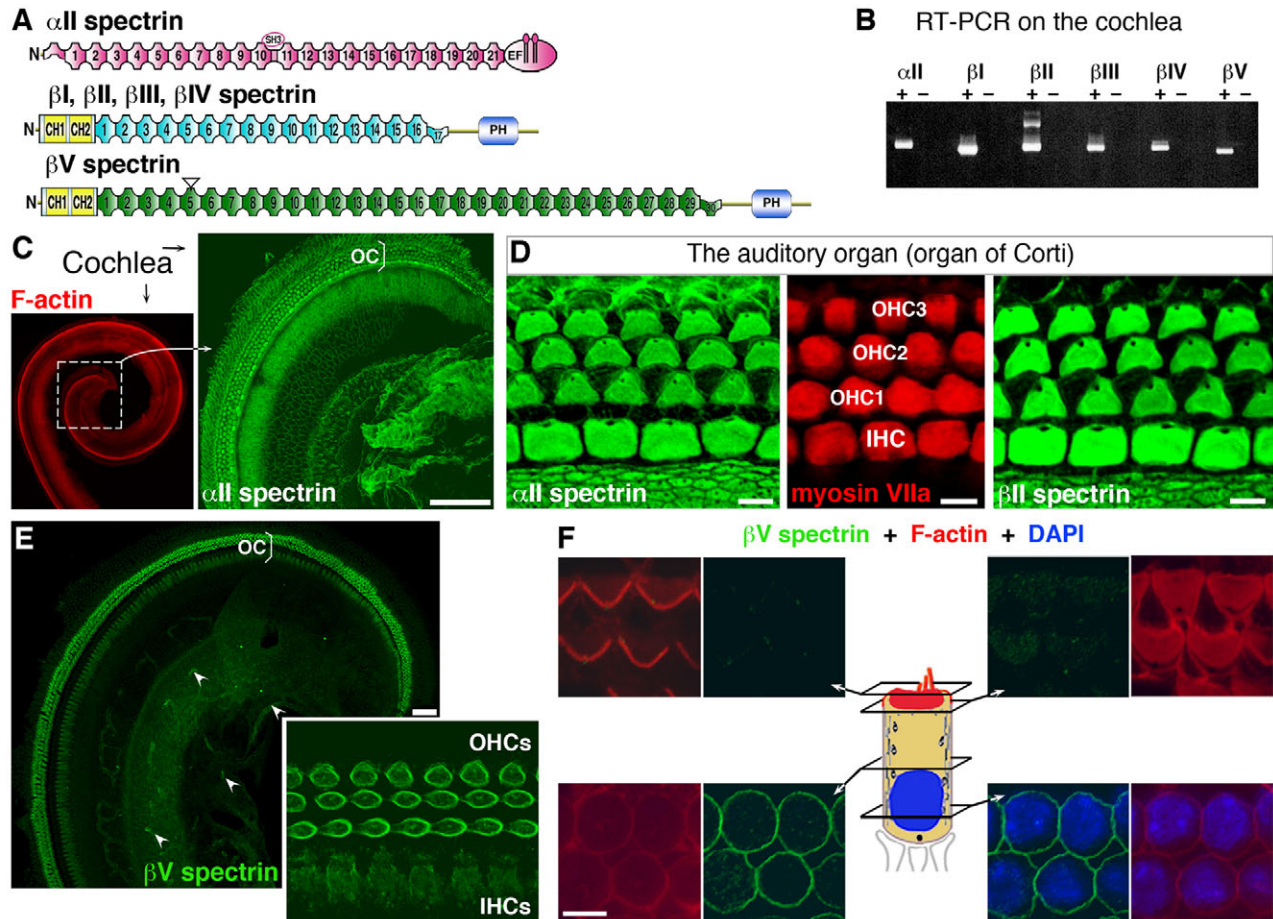 A
αII spectrin
SH3
N 1 2 3 4 5 6 7 8 9 10 11 12 13 14 15 16 17 18 19 20 21 EF
βI, βII, βIII, βIV spectrin
N CH1 CH2 1 2 3 4 5 6 7 8 9 10 11 12 13 14 15 16 17 PH
βV spectrin
N CH1 CH2 1 2 3 4 5 6 7 8 9 10 11 12 13 14 15 16 17 18 19 20 21 22 23 24 25 26 27 28 29 30 PH
B RT-PCR on the cochlea
αII βI βII βIII βIV βV
+ − + − + − + − + − + −
C
Cochlea
F-actin
OC
αII spectrin
D The auditory organ (organ of Corti)
αII spectrin
OHC3
OHC2
OHC1
IHC
myosin VIIa
βII spectrin
E
OC
βV spectrin
OHCs
IHCs
F βV spectrin + F-actin + DAPI